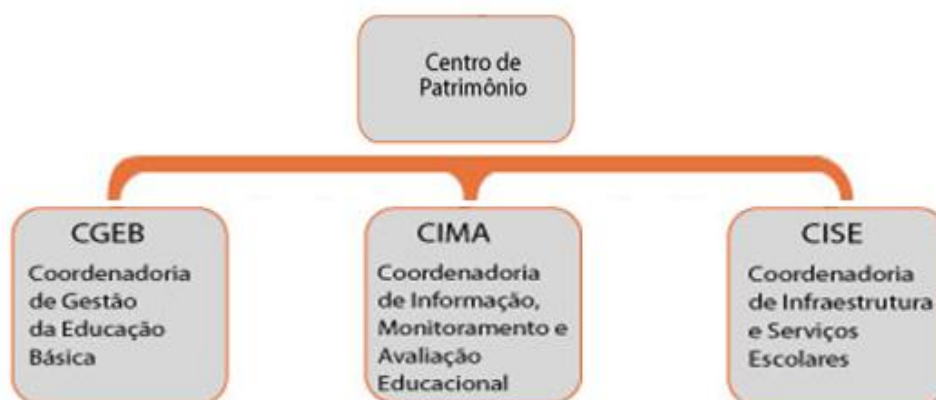 Centro de
Patrimônio
CGEB
Coordenadoria
de Gestão
da Educação
Básica
CIMA
Coordenadoria
de Informação,
Monitoramento e
Avaliação
Educacional
CISE
Coordenadoria
de Infraestrutura
e Serviços
Escolares